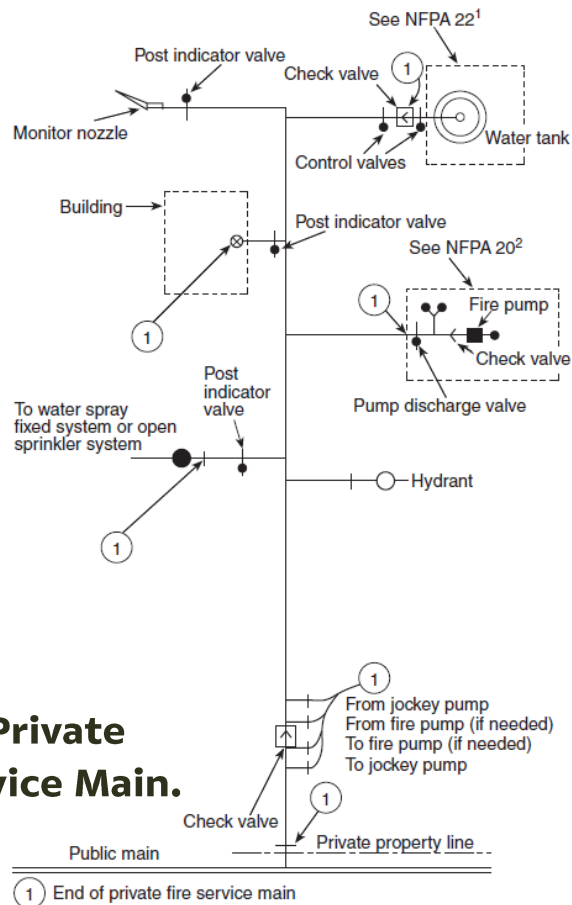 See NFPA 22¹
Post indicator valve
Check valve
1
Monitor nozzle
Water tank
Control valves
Building
Post indicator valve
See NFPA 20²
1
Fire pump
1
Check valve
Post
indicator
valve
Pump discharge valve
To water spray
fixed system or open
sprinkler system
Hydrant
1
1
From jockey pump
From fire pump (if needed)
To fire pump (if needed)
To jockey pump
Private
vice Main.
1
Check valve
Private property line
Public main
1 End of private fire service main